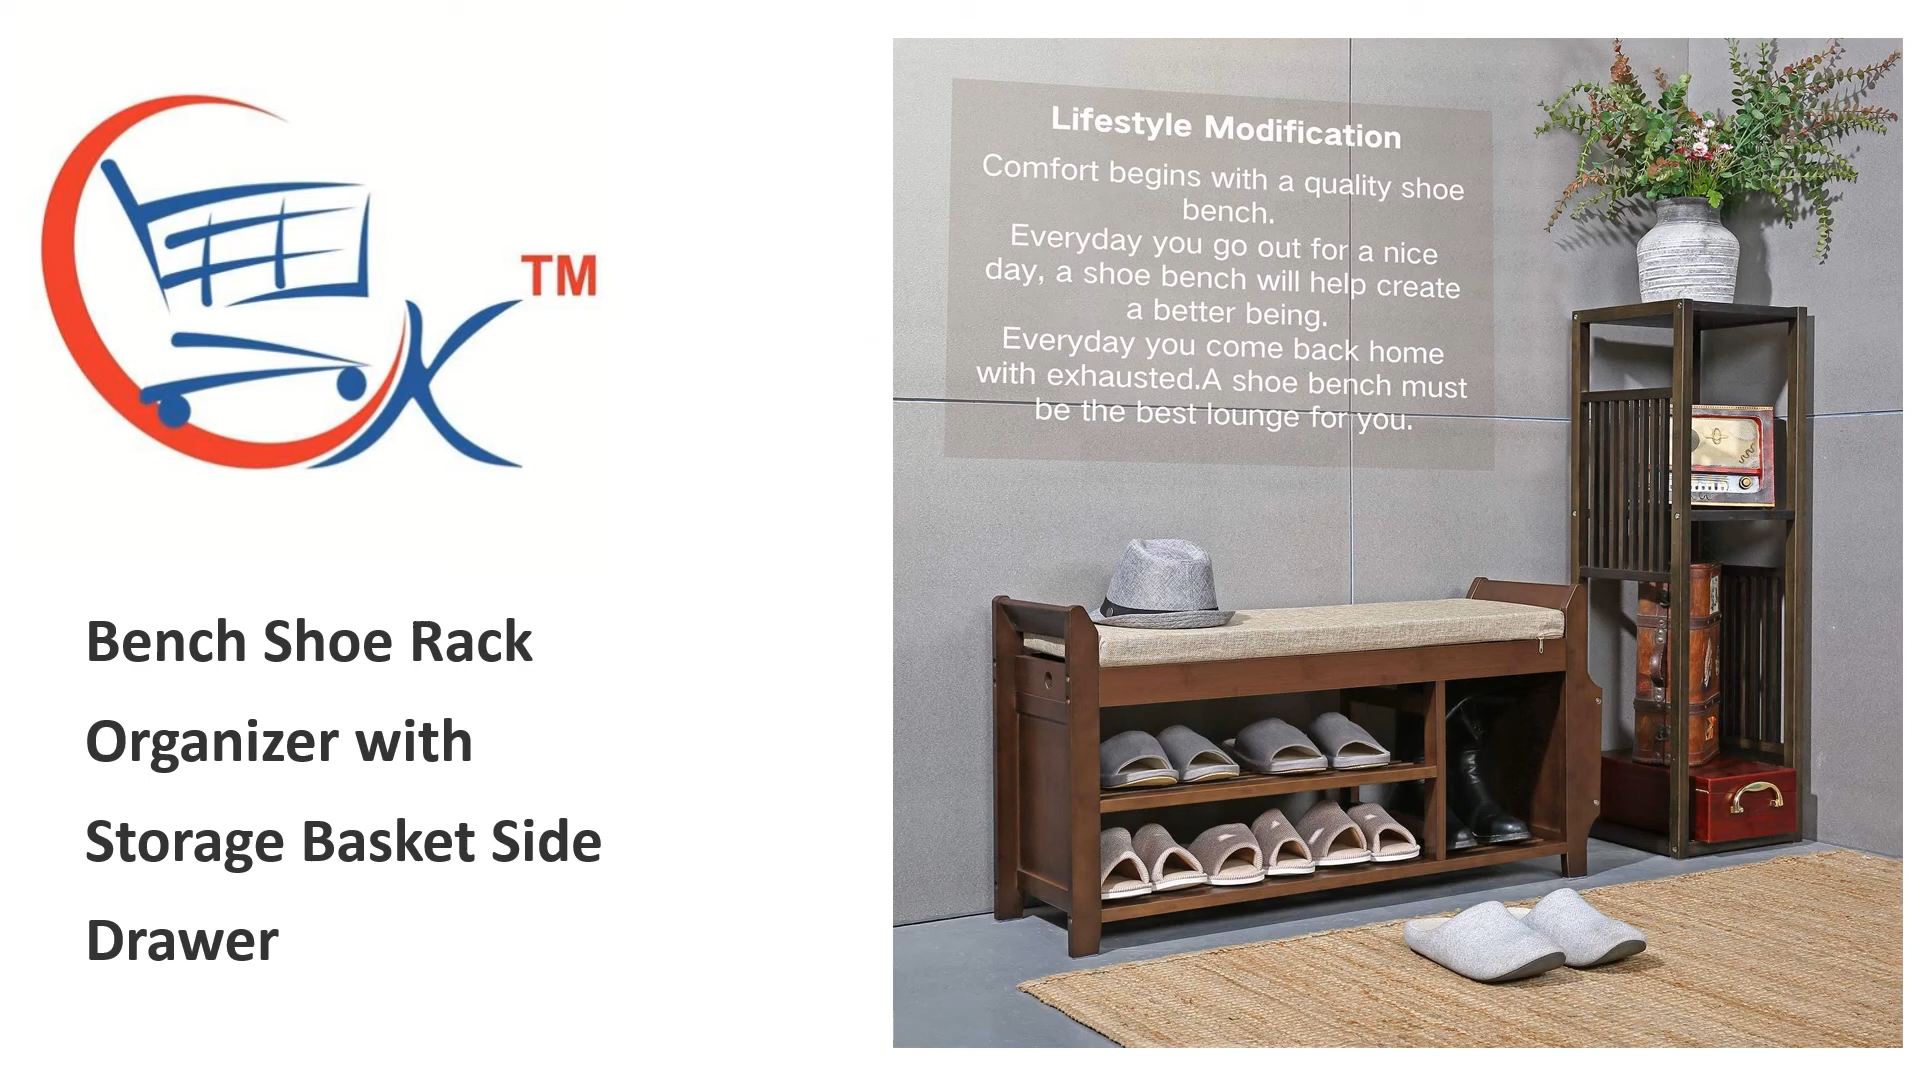 TM
Bench Shoe Rack
Organizer with
Storage Basket Side
Drawer
Lifestyle Modification
Comfort begins with a quality shoe
bench.
Everyday you go out for a nice
day, a shoe bench will help create
a better being.
Everyday you come back home
with exhausted.A shoe bench must
be the best lounge for you.